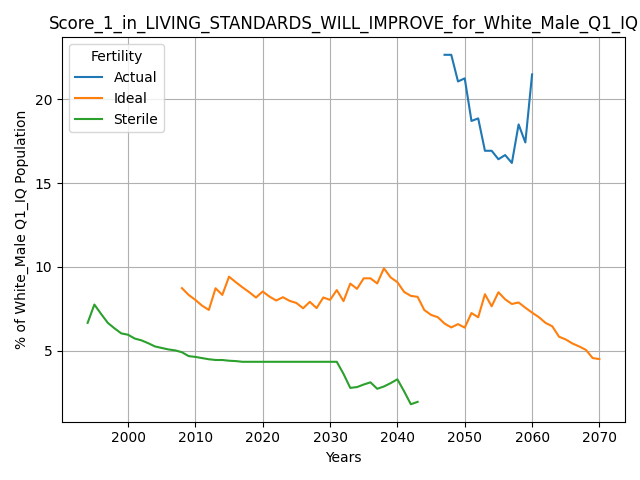 Score_1_in_LIVING_STANDARDS_WILL_IMPROVE_for_White_Male_Q1_IQ
Fertility
Actual
Ideal
Sterile
% of White_Male Q1_IQ Population
20
15
10
5
2000 2010 2020 2030 2040 2050 2060 2070
Years